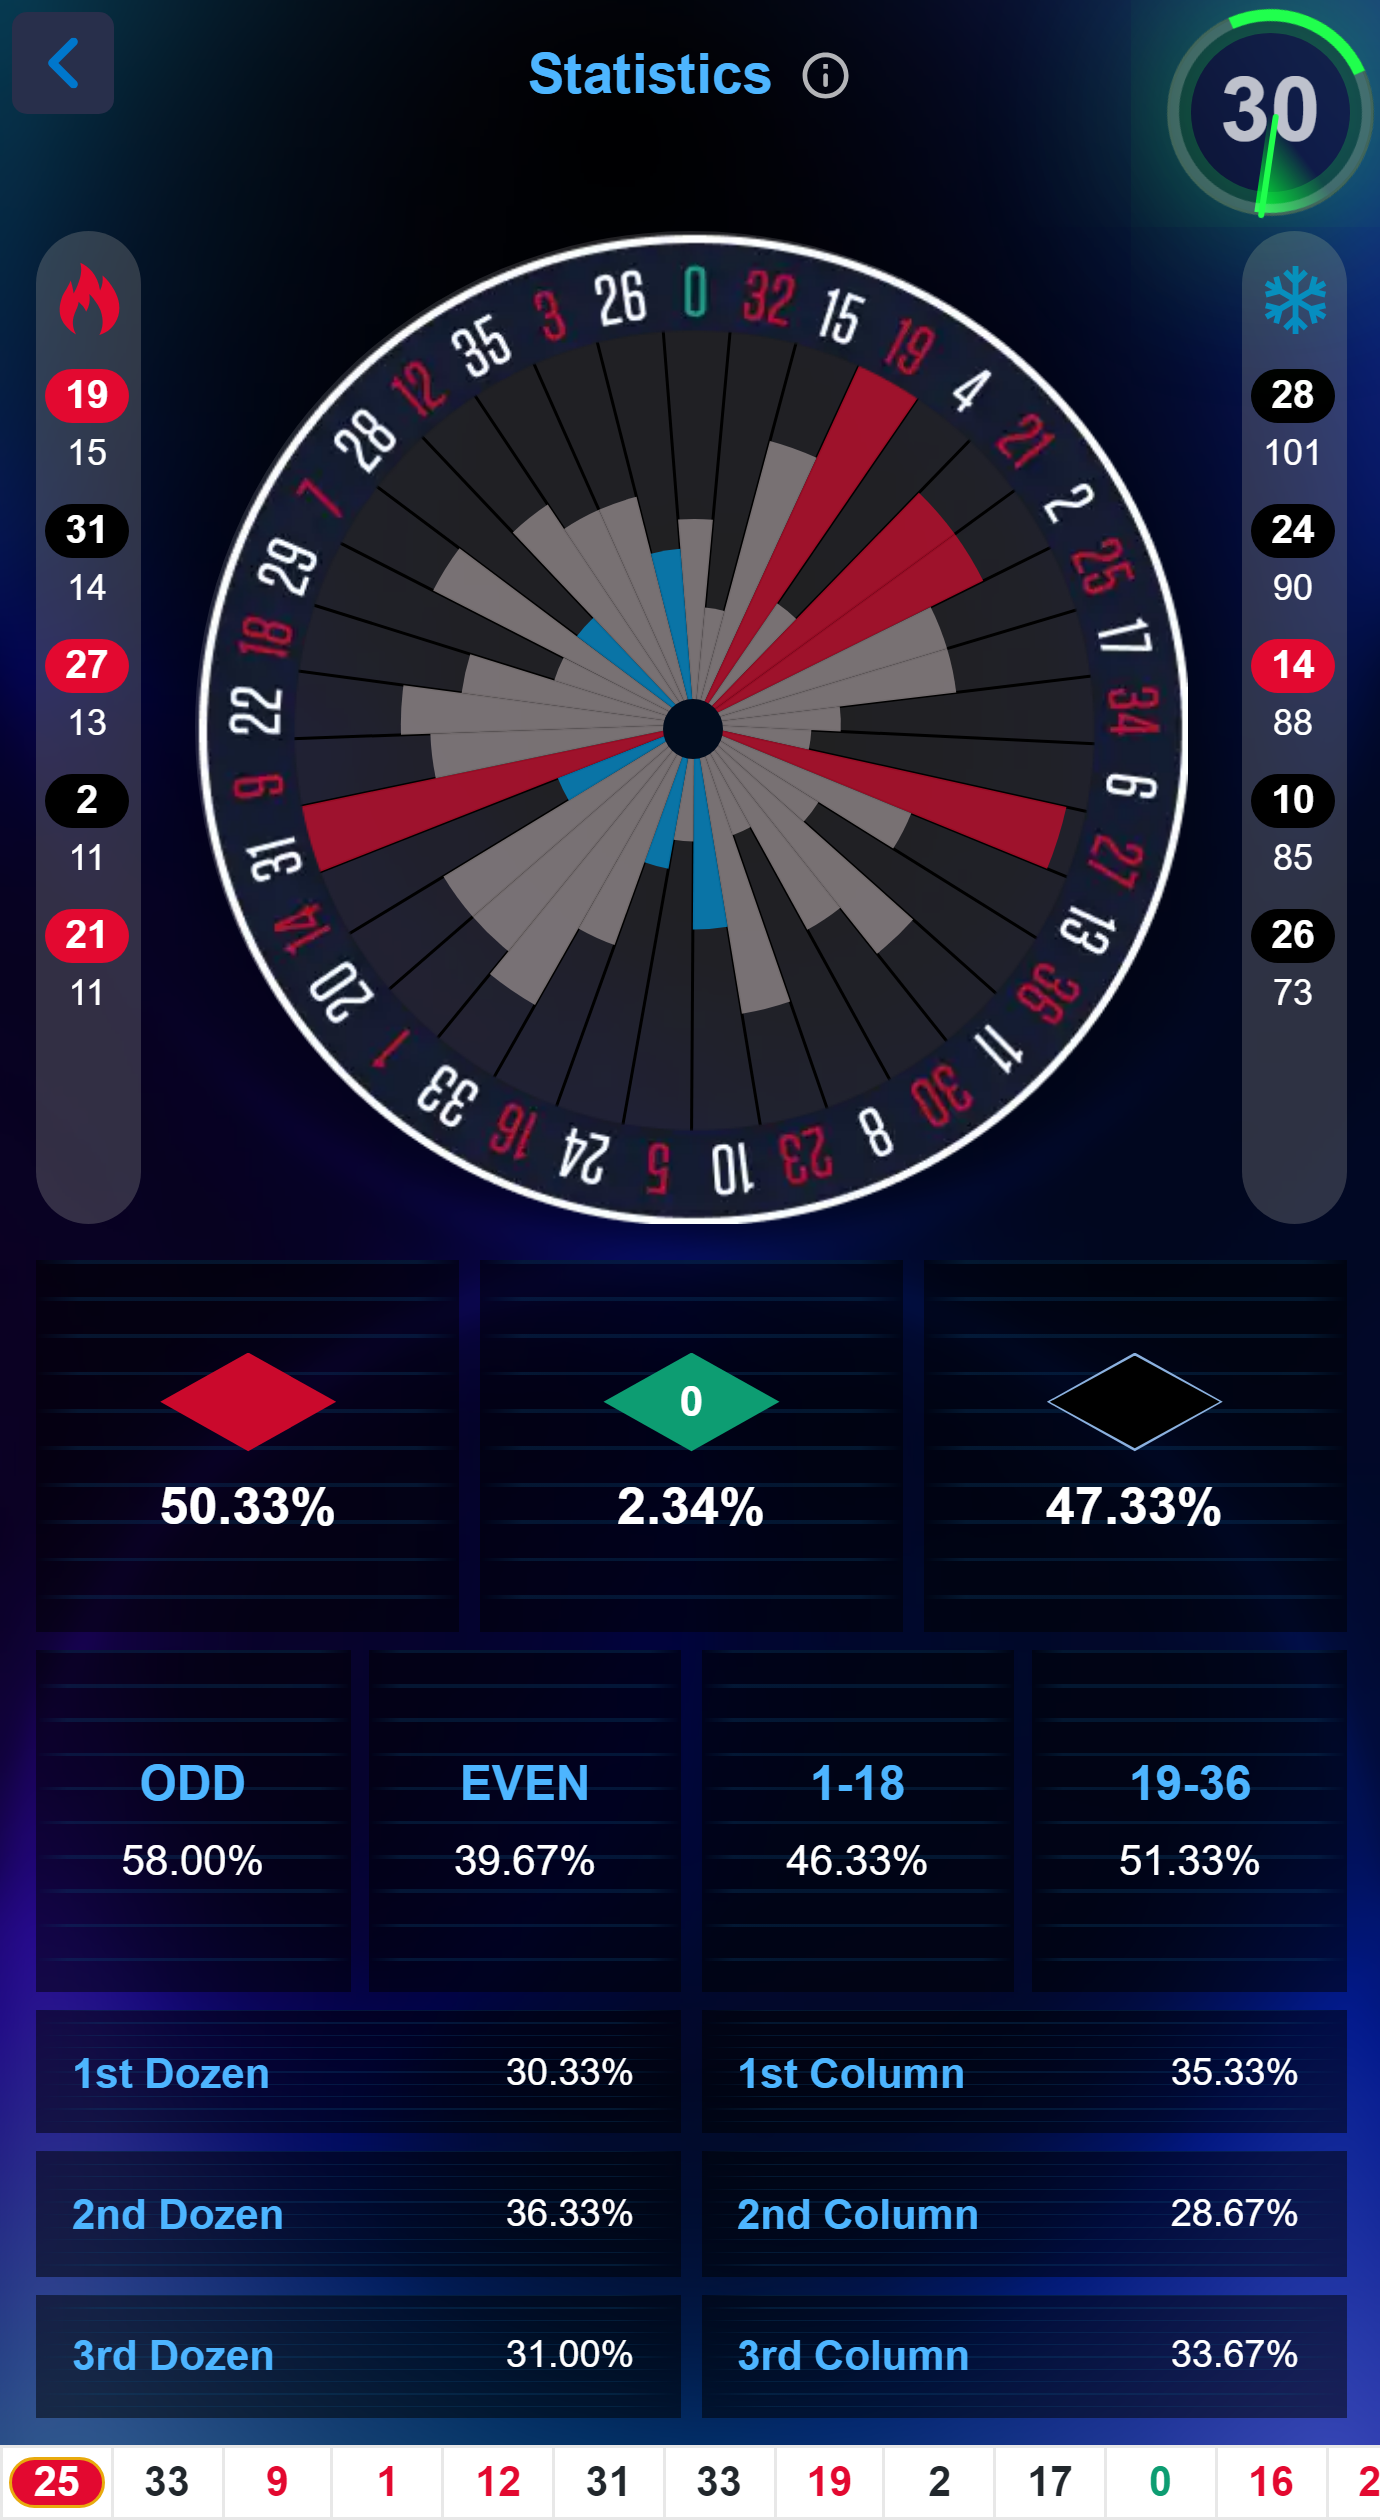 Statistics
30
19
15
31
14
27
13
2
11
21
11
0 32 15 19 4 21 2 25 17 34 6 27 13 36 11 30 8 23 10 5 24 16 33 1 20 14 31 9 22 18 29 7 28 12 35 3 26
28
101
24
90
14
88
10
85
26
73
0
50.33% 2.34% 47.33%
ODD EVEN 1-18 19-36
58.00% 39.67% 46.33% 51.33%
1st Dozen 30.33% 1st Column 35.33%
2nd Dozen 36.33% 2nd Column 28.67%
3rd Dozen 31.00% 3rd Column 33.67%
25 33 9 1 12 31 33 19 2 17 0 16